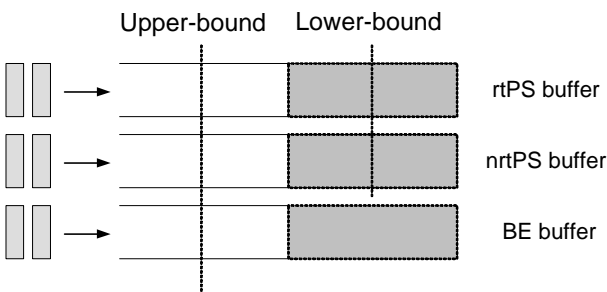 Upper-bound Lower-bound
rtPS buffer
nrtPS buffer
BE buffer